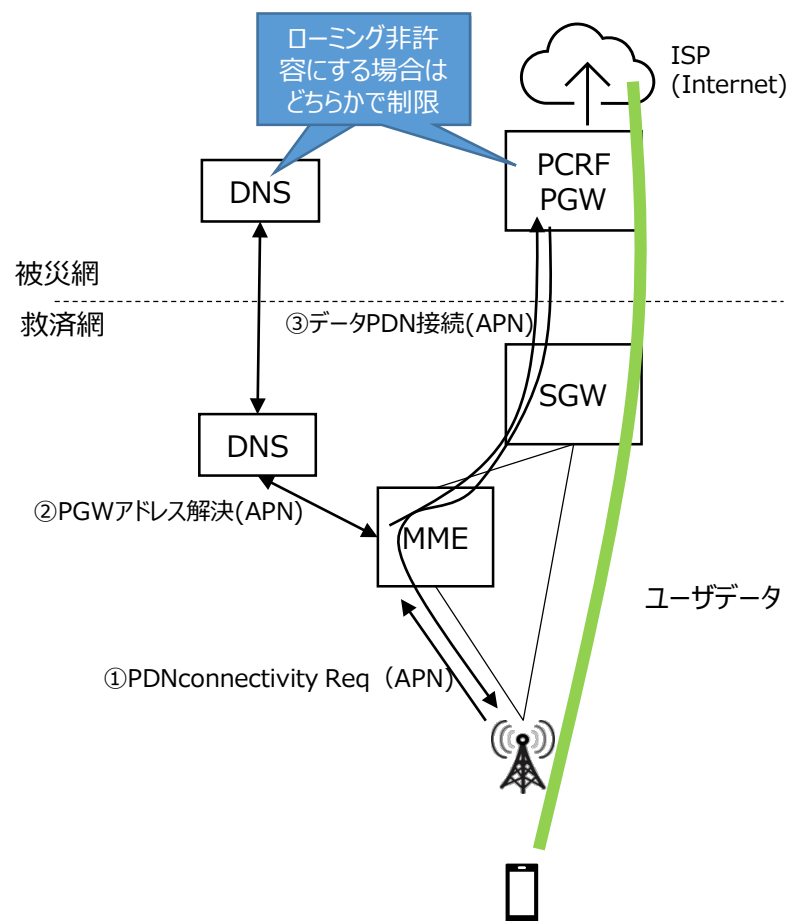 ローミング非許
容にする場合は
どちらかで制限
ISP
(Internet)
DNS
PCRF
PGW
被災網
救済網
③データPDN接続(APN)
SGW
DNS
②PGWアドレス解決(APN)
MME
ユーザデータ
①PDNconnectivity Req（APN)